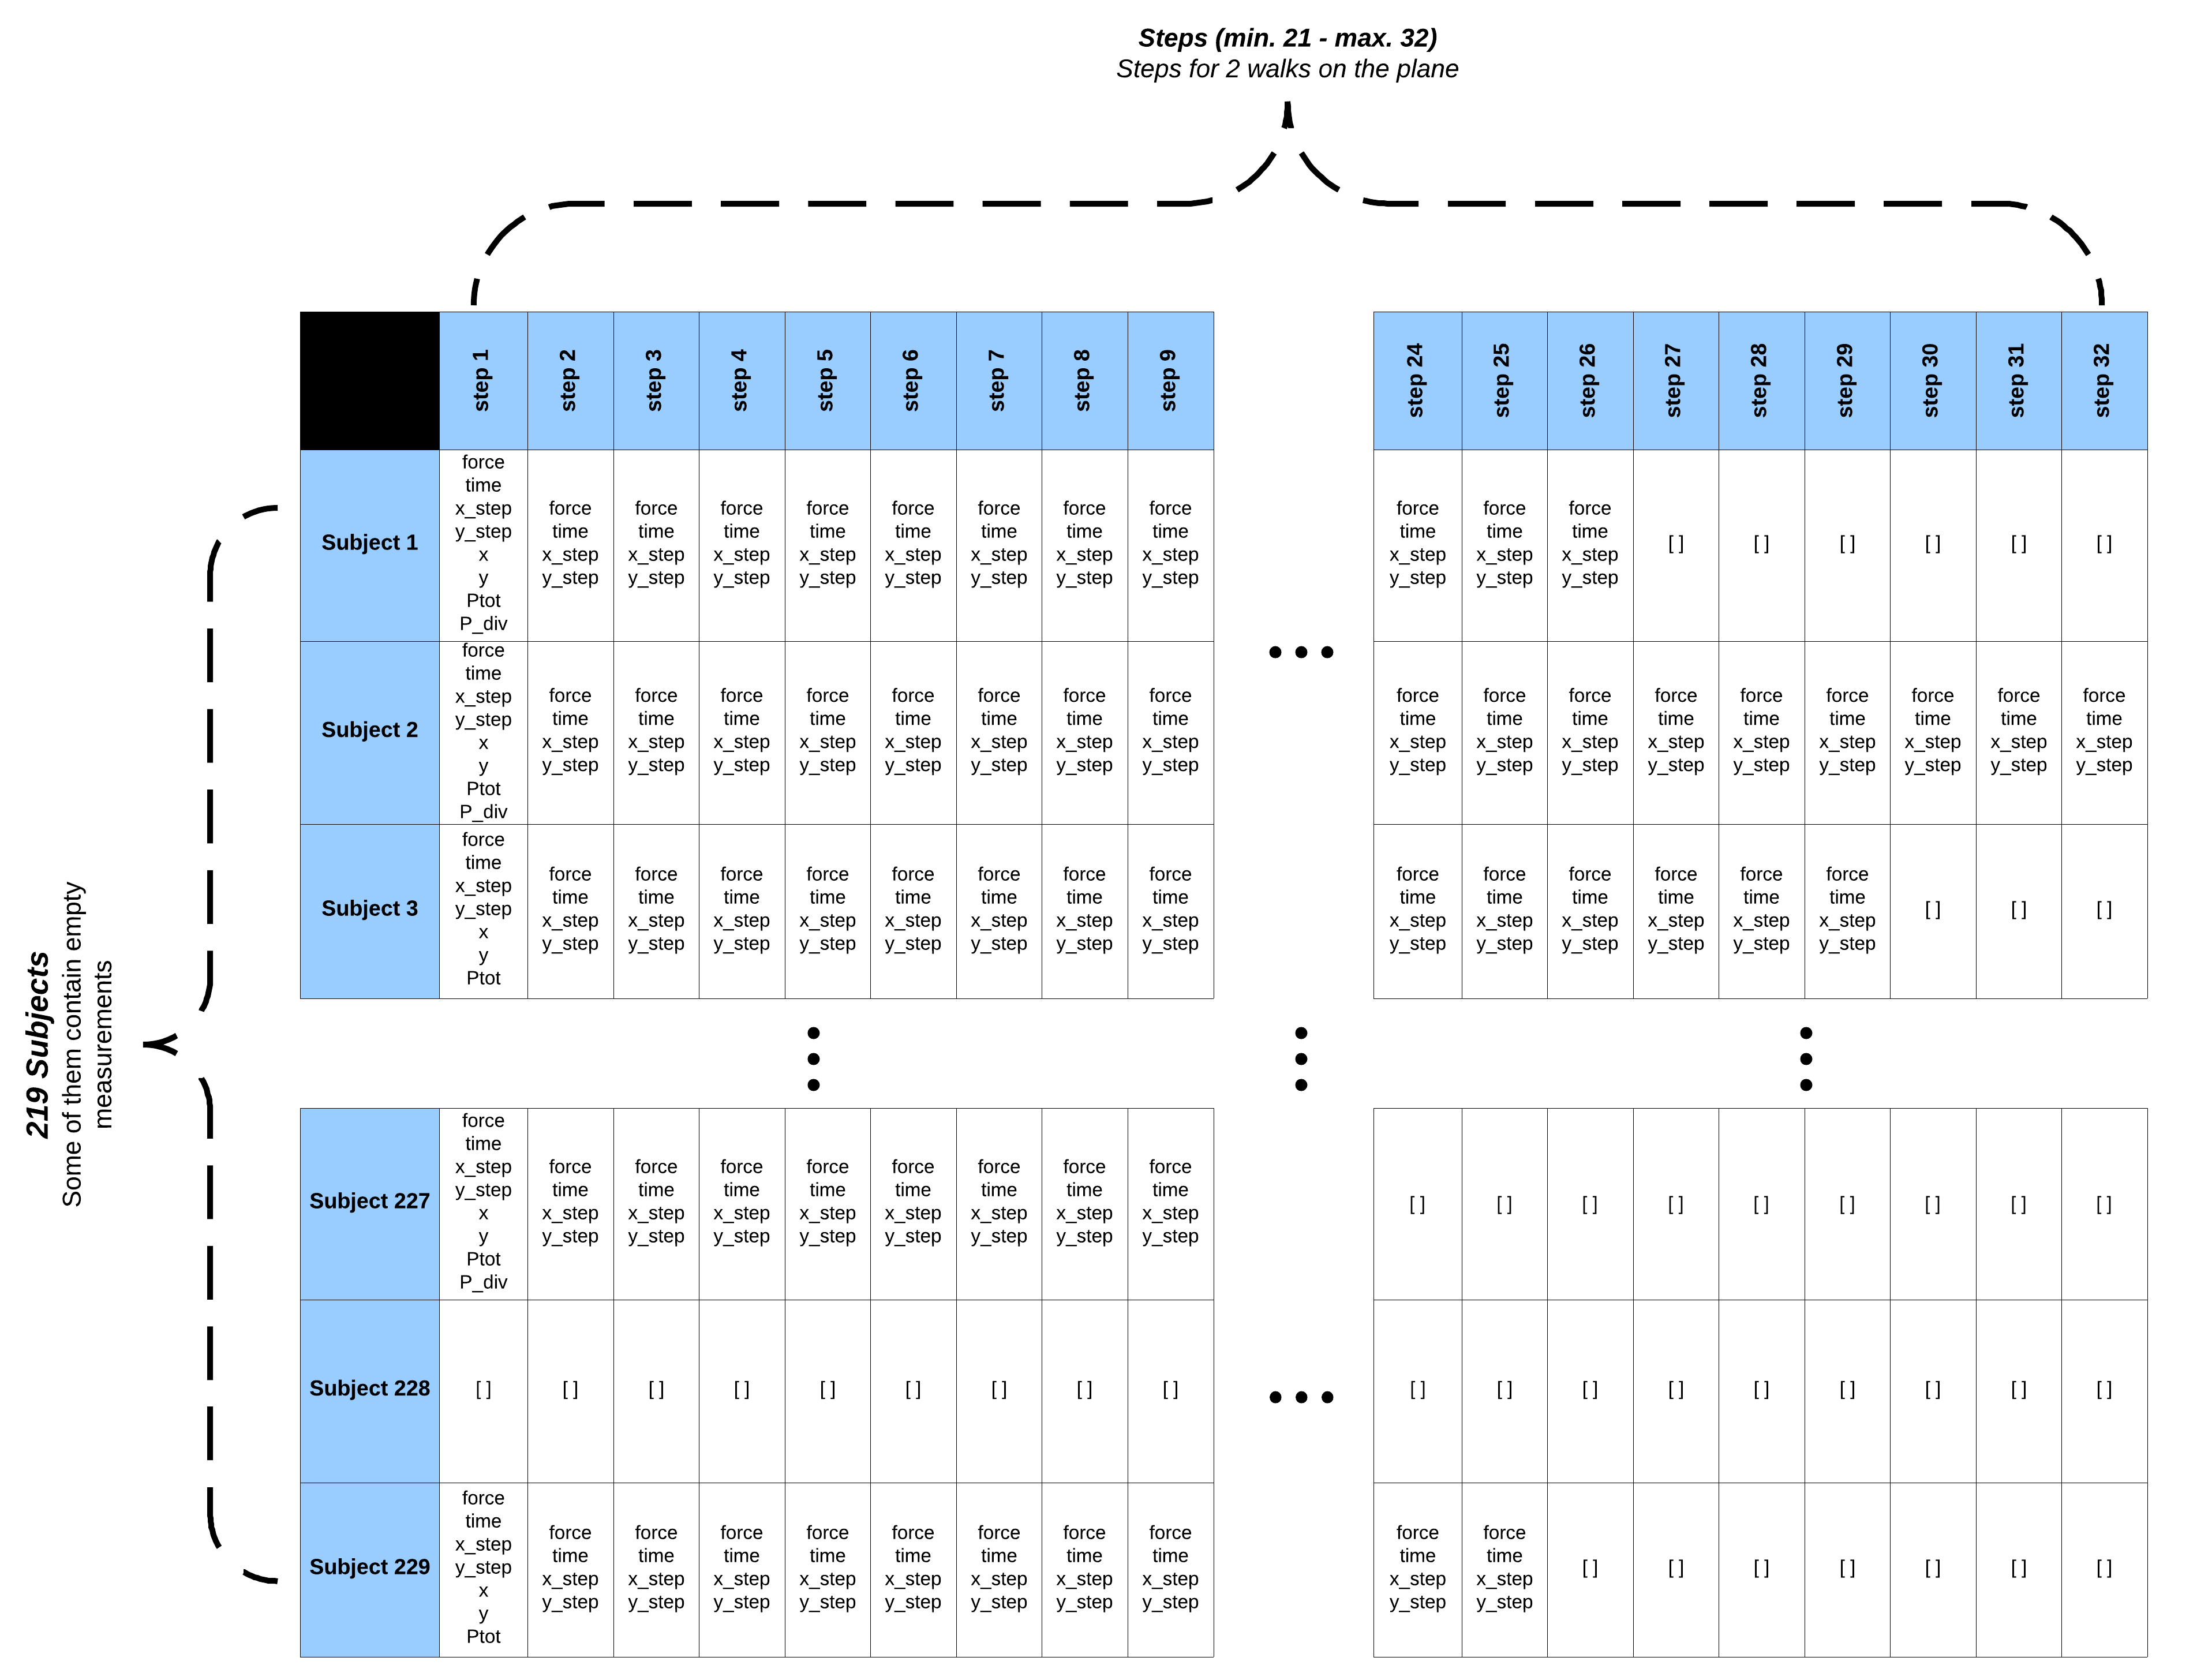 Steps (min. 21 - max. 32)
Steps for 2 walks on the plane
219 Subjects
Some of them contain empty
measurements
step 1 step 2 step 3 step 4 step 5 step 6 step 7 step 8 step 9 step 24 step 25 step 26 step 27 step 28 step 29 step 30 step 31 step 32
force
time
x_step force force force force force force force force force force force
y_step time time time time time time time time time time time
Subject 1 x x_step x_step x_step x_step x_step x_step x_step x_step x_step x_step x_step [ ] [ ] [ ] [ ] [ ] [ ]
y y_step y_step y_step y_step y_step y_step y_step y_step y_step y_step y_step
Ptot
P_div
force
time
x_step force force force force force force force force force force force force force force force force force
y_step time time time time time time time time time time time time time time time time time
Subject 2 x x_step x_step x_step x_step x_step x_step x_step x_step x_step x_step x_step x_step x_step x_step x_step x_step x_step
y y_step y_step y_step y_step y_step y_step y_step y_step y_step y_step y_step y_step y_step y_step y_step y_step y_step
Ptot
P_div
force
time
x_step force force force force force force force force force force force force force force
Subject 3 y_step time time time time time time time time time time time time time time [ ] [ ] [ ]
x x_step x_step x_step x_step x_step x_step x_step x_step x_step x_step x_step x_step x_step x_step
y y_step y_step y_step y_step y_step y_step y_step y_step y_step y_step y_step y_step y_step y_step
Ptot
force
time
x_step force force force force force force force force
y_step time time time time time time time time
Subject 227 x x_step x_step x_step x_step x_step x_step x_step x_step [ ] [ ] [ ] [ ] [ ] [ ] [ ] [ ] [ ]
y y_step y_step y_step y_step y_step y_step y_step y_step
Ptot
P_div
Subject 228 [ ] [ ] [ ] [ ] [ ] [ ] [ ] [ ] [ ] [ ] [ ] [ ] [ ] [ ] [ ] [ ] [ ] [ ]
force
time
x_step force force force force force force force force force force
Subject 229 y_step time time time time time time time time time time [ ] [ ] [ ] [ ] [ ] [ ] [ ]
x x_step x_step x_step x_step x_step x_step x_step x_step x_step x_step
y y_step y_step y_step y_step y_step y_step y_step y_step y_step y_step
Ptot